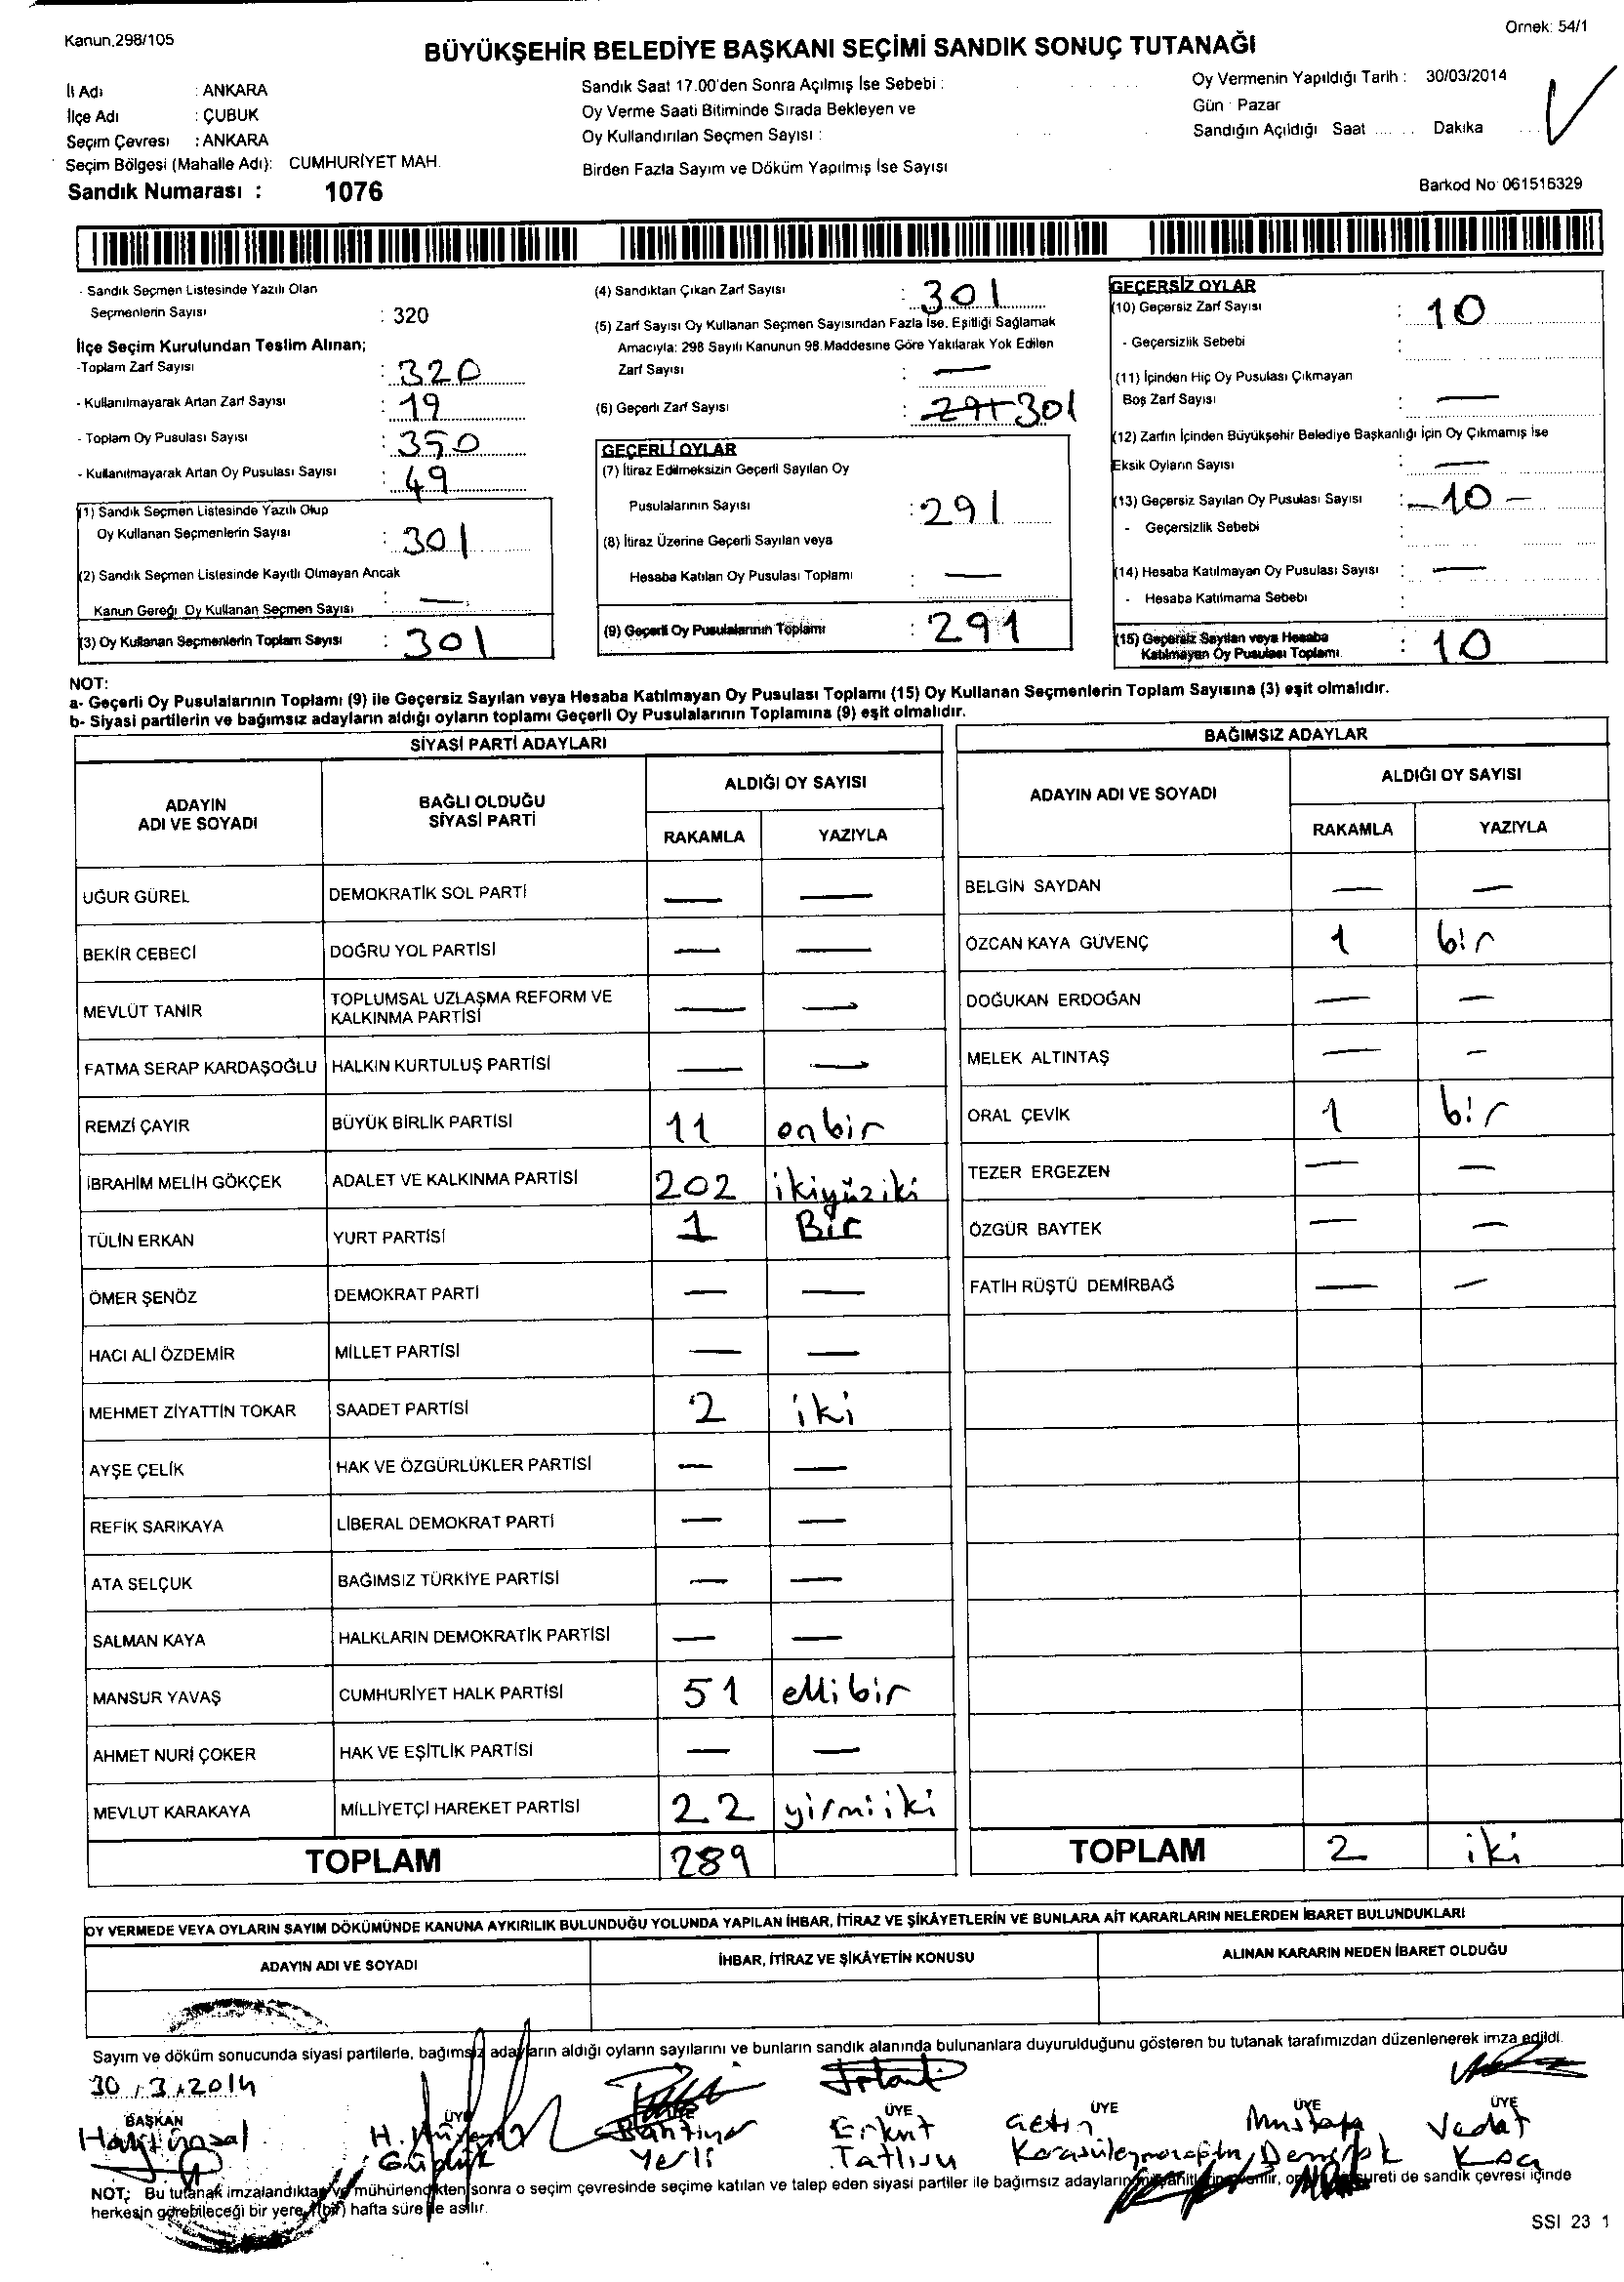 Kanun.298/105
Örnek: 54/1
BÜYÜKŞEHİR BELEDİYE BAŞKANI SEÇİMİ SANDIK SONUÇ TUTANAĞI
İl Adı : ANKARA
İlçe Adı : ÇUBUK
Seçim Çevresi : ANKARA
Seçim Bölgesi (Mahalle Adı): CUMHURİYET MAH.
Sandık Numarası : 1076
Sandık Saat 17.00'den Sonra Açılmış İse Sebebi :
Oy Verme Saati Bitiminde Sırada Bekleyen ve
Oy Kullandırılan Seçmen Sayısı :
Birden Fazla Sayım ve Döküm Yapılmış İse Sayısı
Oy Vermenin Yapıldığı Tarih : 30/03/2014
Gün : Pazar
Sandığın Açıldığı Saat ..... ..... Dakika
Barkod No: 061516329
- Sandık Seçmen Listesinde Yazılı Olan
Seçmenlerin Sayısı : 320
İlçe Seçim Kurulundan Teslim Alınan;
-Toplam Zarf Sayısı : 320
- Kullanılmayarak Artan Zarf Sayısı : 19
- Toplam Oy Pusulası Sayısı : 350
- Kullanılmayarak Artan Oy Pusulası Sayısı : 49
(1) Sandık Seçmen Listesinde Yazılı Olup
Oy Kullanan Seçmenlerin Sayısı : 301
(2) Sandık Seçmen Listesinde Kayıtlı Olmayan Ancak
Kanun Gereği Oy Kullanan Seçmen Sayısı : —
(3) Oy Kullanan Seçmenlerin Toplam Sayısı : 301
(4) Sandıktan Çıkan Zarf Sayısı : 301
(5) Zarf Sayısı Oy Kullanan Seçmen Sayısından Fazla İse, Eşitliği Sağlamak
Amacıyla: 298 Sayılı Kanunun 98.Maddesine Göre Yakılarak Yok Edilen
Zarf Sayısı : —
(6) Geçerli Zarf Sayısı : 291 301
GEÇERLİ OYLAR
(7) İtiraz Edilmeksizin Geçerli Sayılan Oy
Pusulalarının Sayısı : 291
(8) İtiraz Üzerine Geçerli Sayılan veya
Hesaba Katılan Oy Pusulası Toplamı : —
(9) Geçerli Oy Pusulalarının Toplamı : 291
GEÇERSİZ OYLAR
(10) Geçersiz Zarf Sayısı : 10
- Geçersizlik Sebebi :
(11) İçinden Hiç Oy Pusulası Çıkmayan
Boş Zarf Sayısı : —
(12) Zarfın İçinden Büyükşehir Belediye Başkanlığı İçin Oy Çıkmamış İse
Eksik Oyların Sayısı : —
(13) Geçersiz Sayılan Oy Pusulası Sayısı : -10-
- Geçersizlik Sebebi :
(14) Hesaba Katılmayan Oy Pusulası Sayısı : —
- Hesaba Katılmama Sebebi :
(15) Geçersiz Sayılan veya Hesaba
Katılmayan Oy Pusulası Toplamı : 10
NOT:
a- Geçerli Oy Pusulalarının Toplamı (9) ile Geçersiz Sayılan veya Hesaba Katılmayan Oy Pusulası Toplamı (15) Oy Kullanan Seçmenlerin Toplam Sayısına (3) eşit olmalıdır.
b- Siyasi partilerin ve bağımsız adayların aldığı oyların toplamı Geçerli Oy Pusulalarının Toplamına (9) eşit olmalıdır.
SİYASİ PARTİ ADAYLARI
ADAYIN ADI VE SOYADI BAĞLI OLDUĞU SİYASİ PARTİ ALDIĞI OY SAYISI
RAKAMLA YAZIYLA
UĞUR GÜREL DEMOKRATİK SOL PARTİ — —
BEKİR CEBECİ DOĞRU YOL PARTİSİ — —
MEVLÜT TANIR TOPLUMSAL UZLAŞMA REFORM VE KALKINMA PARTİSİ — —
FATMA SERAP KARDAŞOĞLU HALKIN KURTULUŞ PARTİSİ — —
REMZİ ÇAYIR BÜYÜK BİRLİK PARTİSİ 11 onbir
İBRAHİM MELİH GÖKÇEK ADALET VE KALKINMA PARTİSİ 202 ikiyüziki
TÜLİN ERKAN YURT PARTİSİ 1 Bir
ÖMER ŞENÖZ DEMOKRAT PARTİ — —
HACI ALİ ÖZDEMİR MİLLET PARTİSİ — —
MEHMET ZİYATTİN TOKAR SAADET PARTİSİ 2 iki
AYŞE ÇELİK HAK VE ÖZGÜRLÜKLER PARTİSİ — —
REFİK SARIKAYA LİBERAL DEMOKRAT PARTİ — —
ATA SELÇUK BAĞIMSIZ TÜRKİYE PARTİSİ — —
SALMAN KAYA HALKLARIN DEMOKRATİK PARTİSİ — —
MANSUR YAVAŞ CUMHURİYET HALK PARTİSİ 51 ellibir
AHMET NURİ ÇOKER HAK VE EŞİTLİK PARTİSİ — —
MEVLUT KARAKAYA MİLLİYETÇİ HAREKET PARTİSİ 22 yirmiiki
TOPLAM 289
BAĞIMSIZ ADAYLAR
ADAYIN ADI VE SOYADI ALDIĞI OY SAYISI
RAKAMLA YAZIYLA
BELGİN SAYDAN — —
ÖZCAN KAYA GÜVENÇ 1 bir
DOĞUKAN ERDOĞAN — —
MELEK ALTINTAŞ — —
ORAL ÇEVİK 1 bir
TEZER ERGEZEN — —
ÖZGÜR BAYTEK — —
FATİH RÜŞTÜ DEMİRBAĞ — —
TOPLAM 2 iki
OY VERMEDE VEYA OYLARIN SAYIM DÖKÜMÜNDE KANUNA AYKIRILIK BULUNDUĞU YOLUNDA YAPILAN İHBAR, İTİRAZ VE ŞİKÂYETLERİN VE BUNLARA AİT KARARLARIN NELERDEN İBARET BULUNDUKLARI
ADAYIN ADI VE SOYADI İHBAR, İTİRAZ VE ŞİKÂYETİN KONUSU ALINAN KARARIN NEDEN İBARET OLDUĞU
Sayım ve döküm sonucunda siyasi partilerle, bağımsız adayların aldığı oyların sayılarını ve bunların sandık alanında bulunanlara duyurulduğunu gösteren bu tutanak tarafımızdan düzenlenerek imza edildi.
30/3/2014
BAŞKAN ÜYE ÜYE ÜYE ÜYE ÜYE
Erkut Çetin Mustafa Vedat
Yerli Tatlısu Koç
NOT: Bu tutanak imzalandıktan ve mühürlendikten sonra o seçim çevresinde seçime katılan ve talep eden siyasi partiler ile bağımsız adayların sureti de sandık çevresi içinde
herkesin görebileceği bir yere 1(bir) hafta süre ile asılır.
SSI 23 1